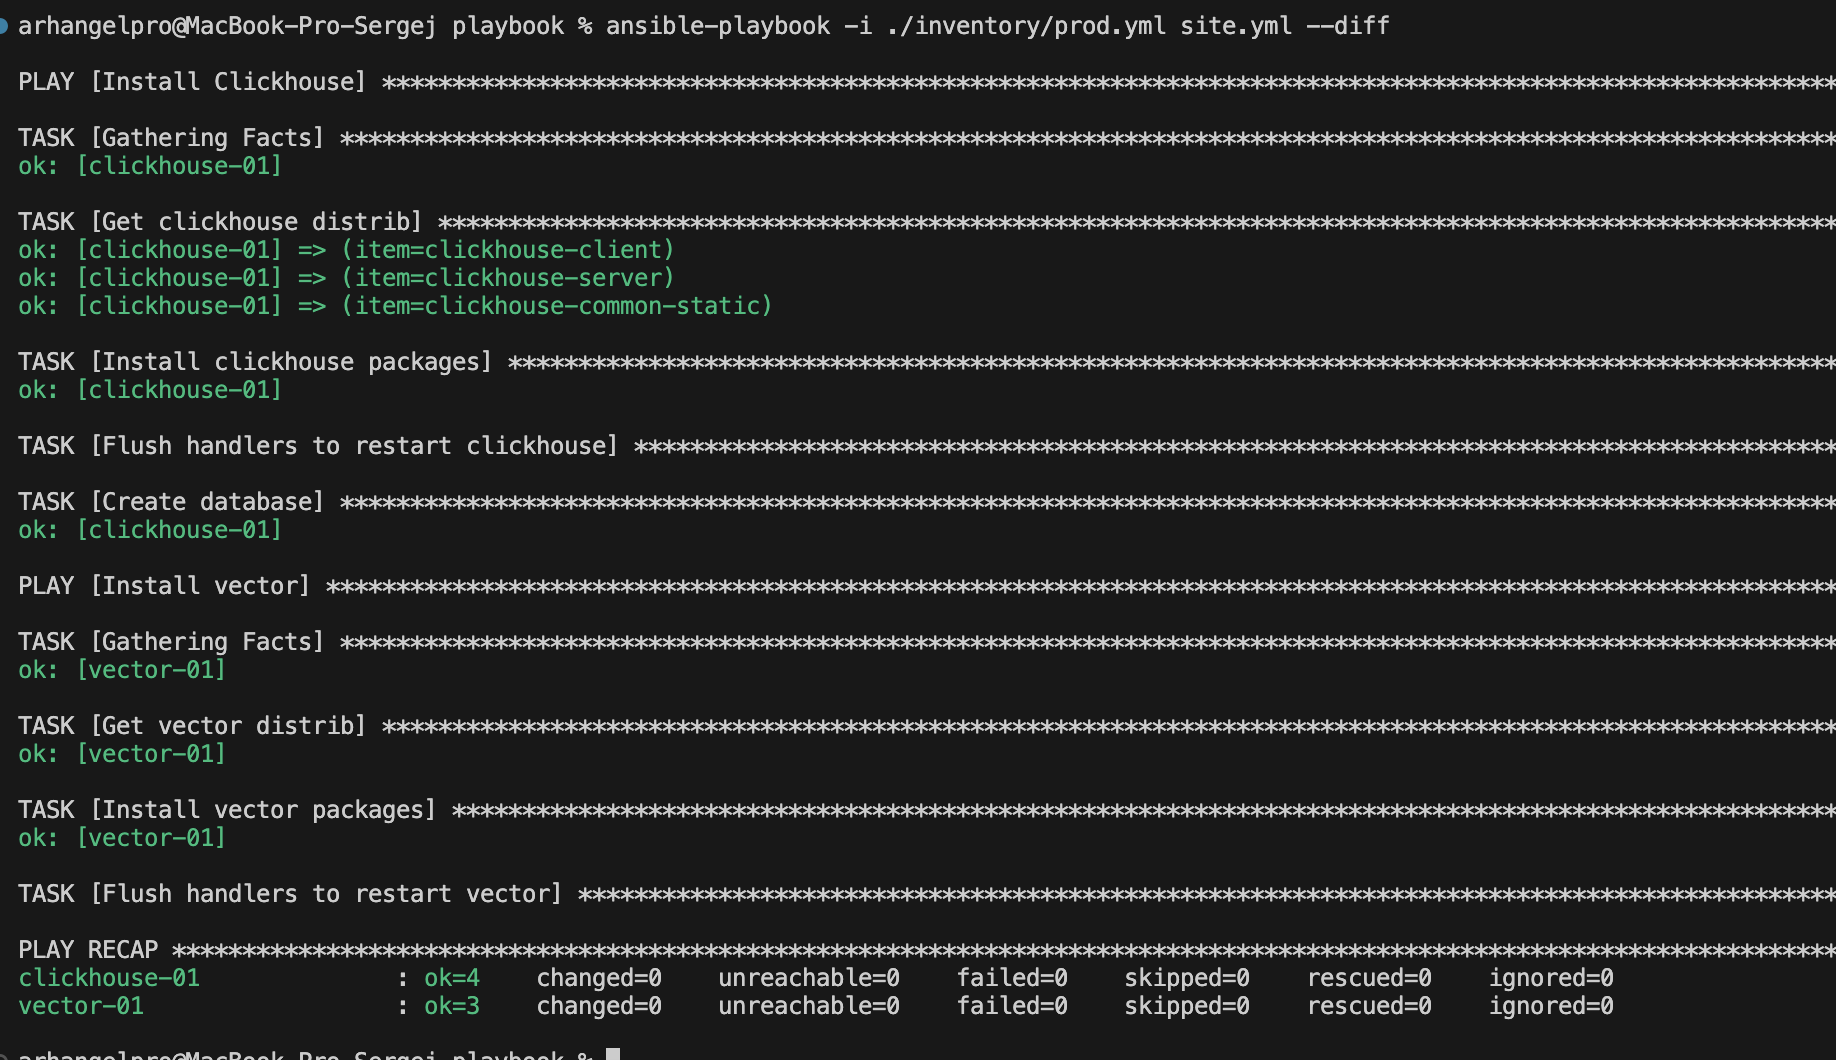 arhangelpro@MacBook-Pro-Sergej playbook % ansible-playbook -i ./inventory/prod.yml site.yml --diff
PLAY [Install Clickhouse] ********************************************************************************************************
TASK [Gathering Facts] ***********************************************************************************************************
ok: [clickhouse-01]
TASK [Get clickhouse distrib] ****************************************************************************************************
ok: [clickhouse-01] => (item=clickhouse-client)
ok: [clickhouse-01] => (item=clickhouse-server)
ok: [clickhouse-01] => (item=clickhouse-common-static)
TASK [Install clickhouse packages] ***********************************************************************************************
ok: [clickhouse-01]
TASK [Flush handlers to restart clickhouse] **************************************************************************************
TASK [Create database] ***********************************************************************************************************
ok: [clickhouse-01]
PLAY [Install vector] ************************************************************************************************************
TASK [Gathering Facts] ***********************************************************************************************************
ok: [vector-01]
TASK [Get vector distrib] ********************************************************************************************************
ok: [vector-01]
TASK [Install vector packages] ***************************************************************************************************
ok: [vector-01]
TASK [Flush handlers to restart vector] ******************************************************************************************
PLAY RECAP ***********************************************************************************************************************
clickhouse-01              : ok=4    changed=0    unreachable=0    failed=0    skipped=0    rescued=0    ignored=0
vector-01                  : ok=3    changed=0    unreachable=0    failed=0    skipped=0    rescued=0    ignored=0
arhangelpro@MacBook-Pro-Sergej playbook %